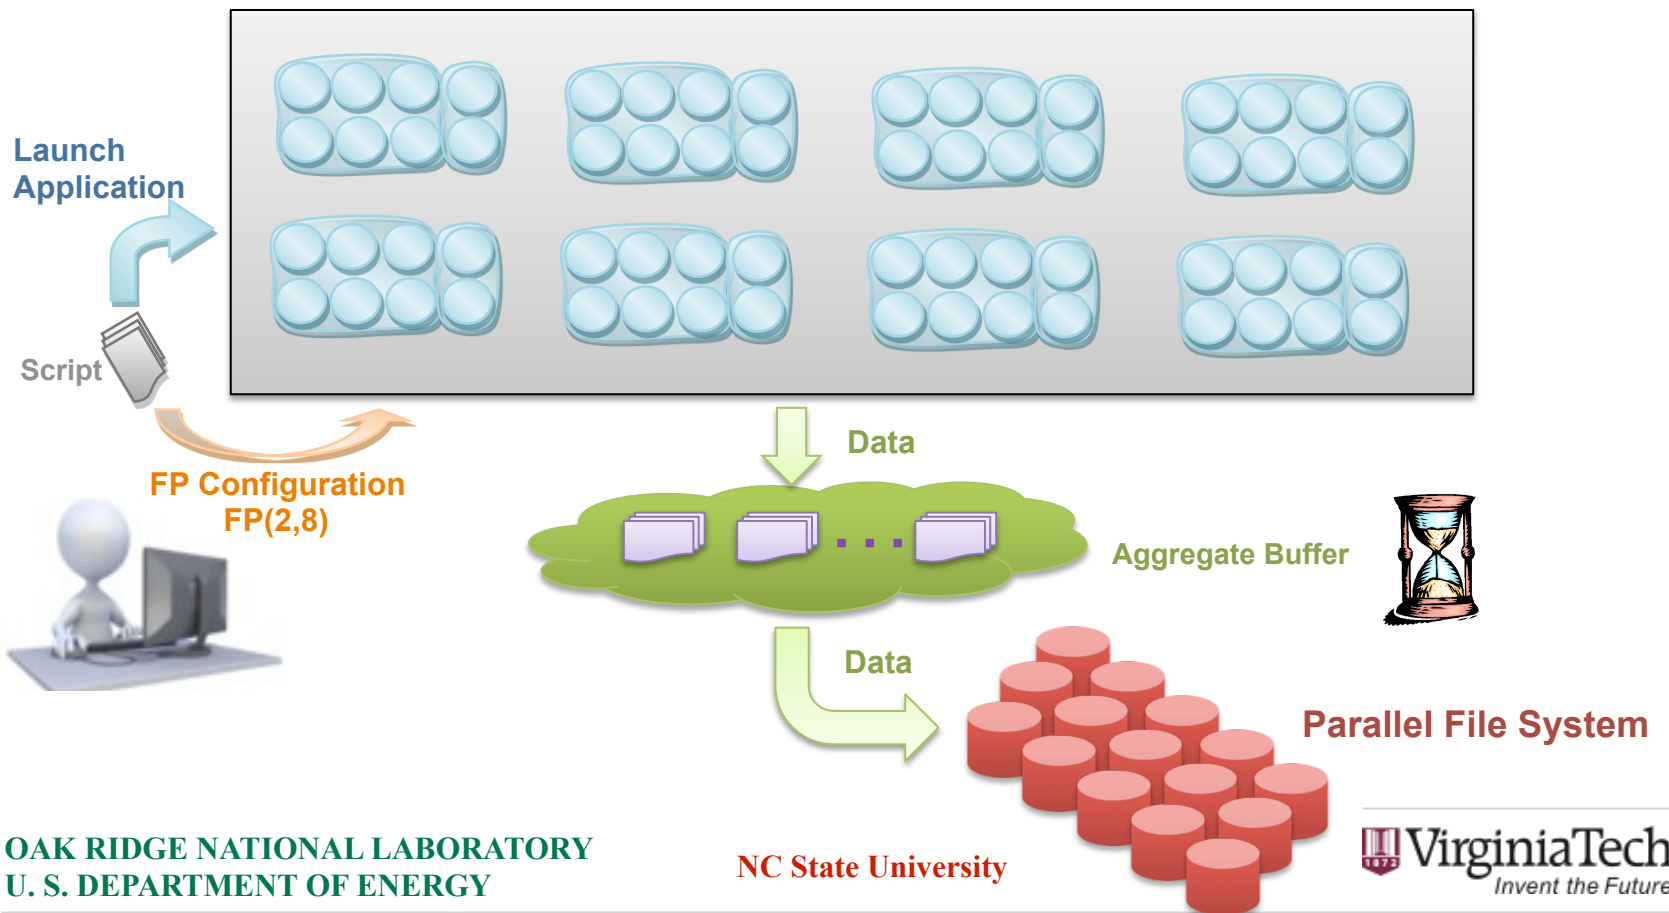 Launch
Application
Script
FP Configuration
FP(2,8)
Data
Aggregate Buffer
Data
Parallel File System
OAK RIDGE NATIONAL LABORATORY
U. S. DEPARTMENT OF ENERGY
NC State University
1872
VirginiaTech
Invent the Future